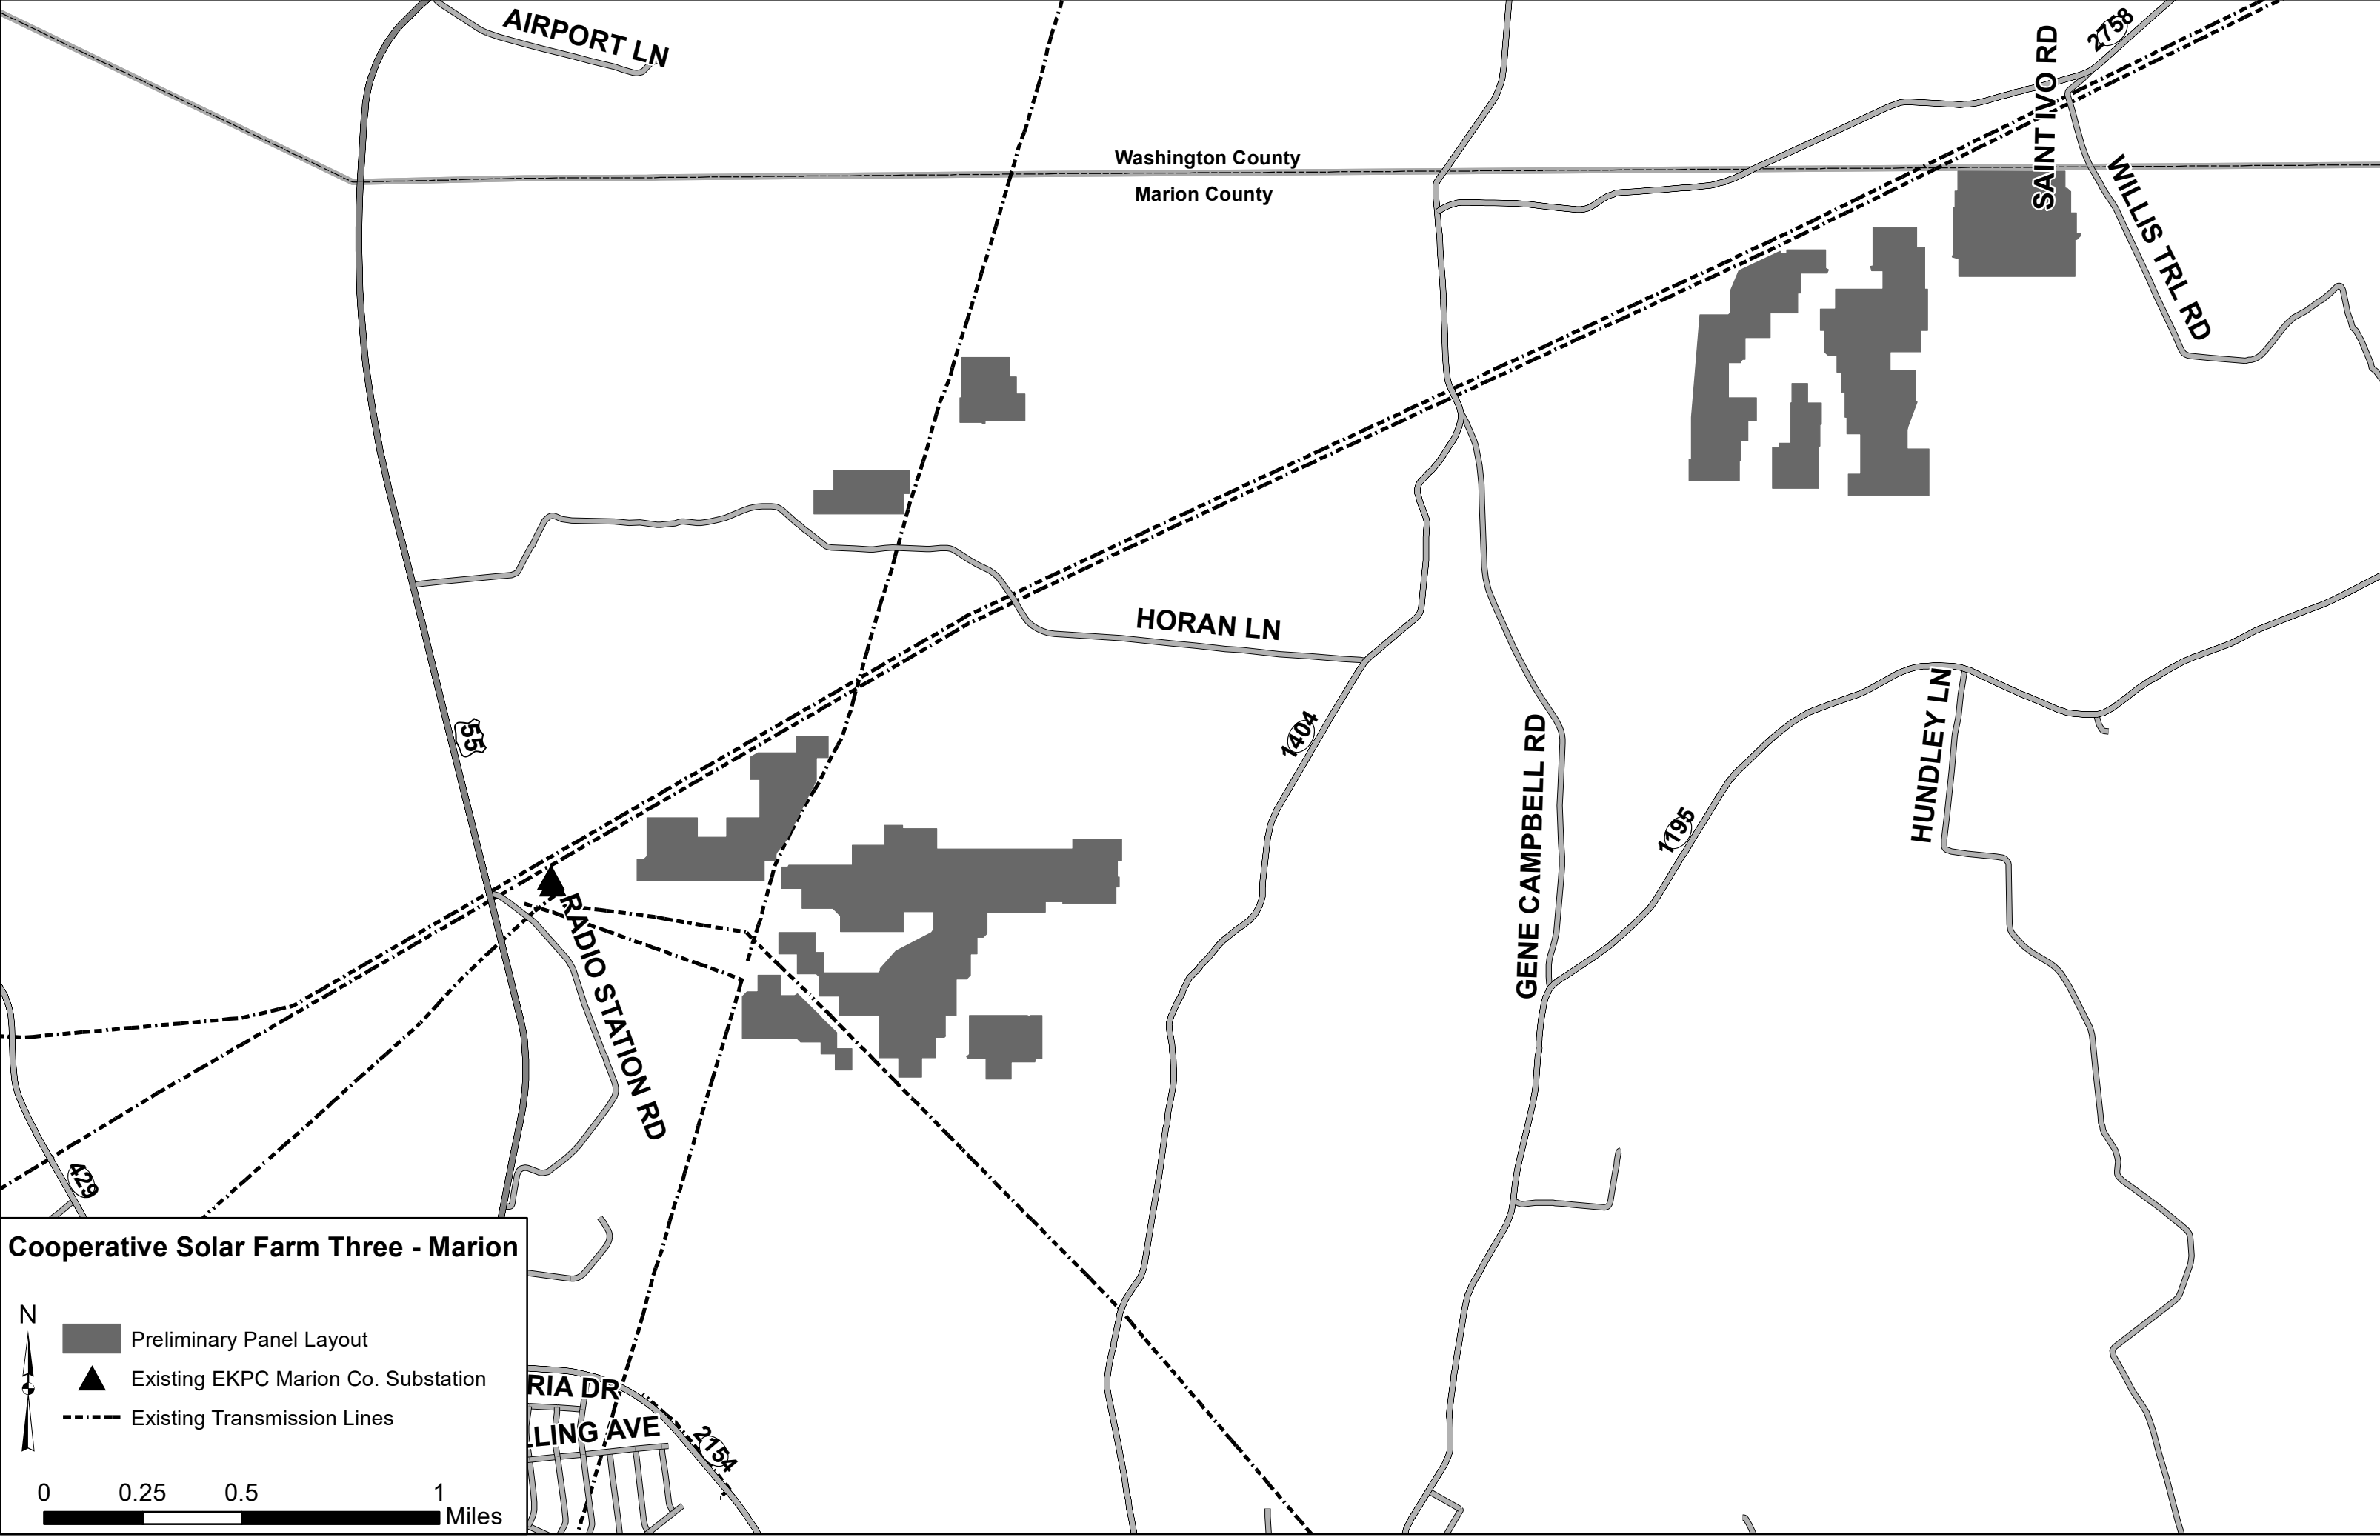 AIRPORT LN
2758
SAINT IVO RD
Washington County
Marion County
WILLIS TRL RD
HORAN LN
55
1404
GENE CAMPBELL RD
HUNDLEY LN
1195
RADIO STATION RD
429
Cooperative Solar Farm Three - Marion
N
Preliminary Panel Layout
Existing EKPC Marion Co. Substation
Existing Transmission Lines
0 0.25 0.5 1
Miles
RIA DR
LING AVE
2154